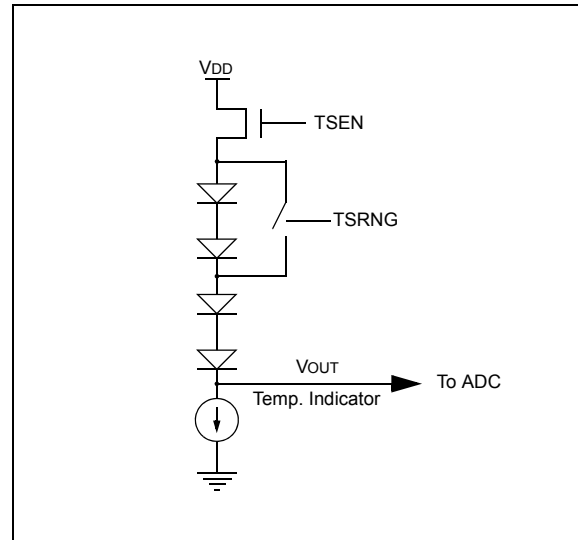 VDD
TSEN
TSRNG
VOUT
To ADC
Temp. Indicator